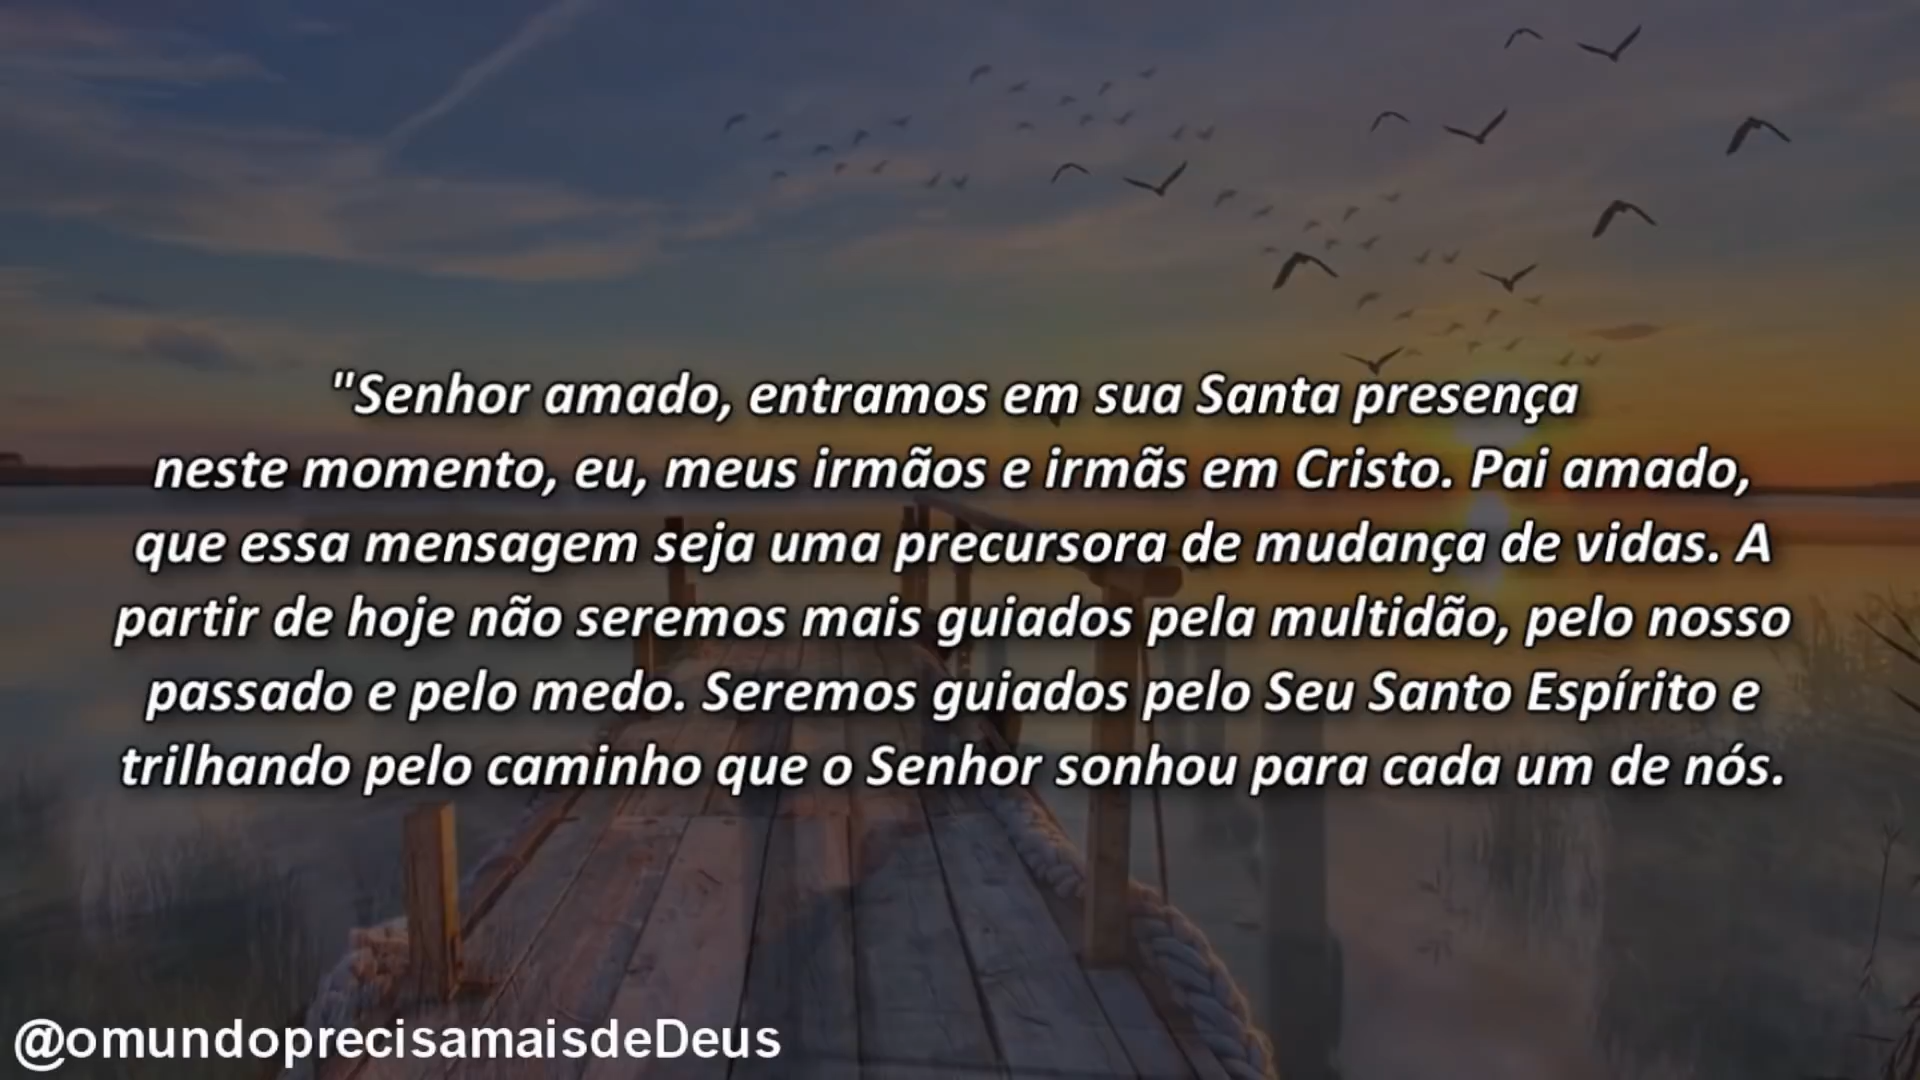 "Senhor amado, entramos em sua Santa presença
neste momento, eu, meus irmãos e irmãs em Cristo. Pai amado,
que essa mensagem seja uma precursora de mudança de vidas. A
partir de hoje não seremos mais guiados pela multidão, pelo nosso
passado e pelo medo. Seremos guiados pelo Seu Santo Espírito e
trilhando pelo caminho que o Senhor sonhou para cada um de nós.
@omundoprecisamaisdeDeus